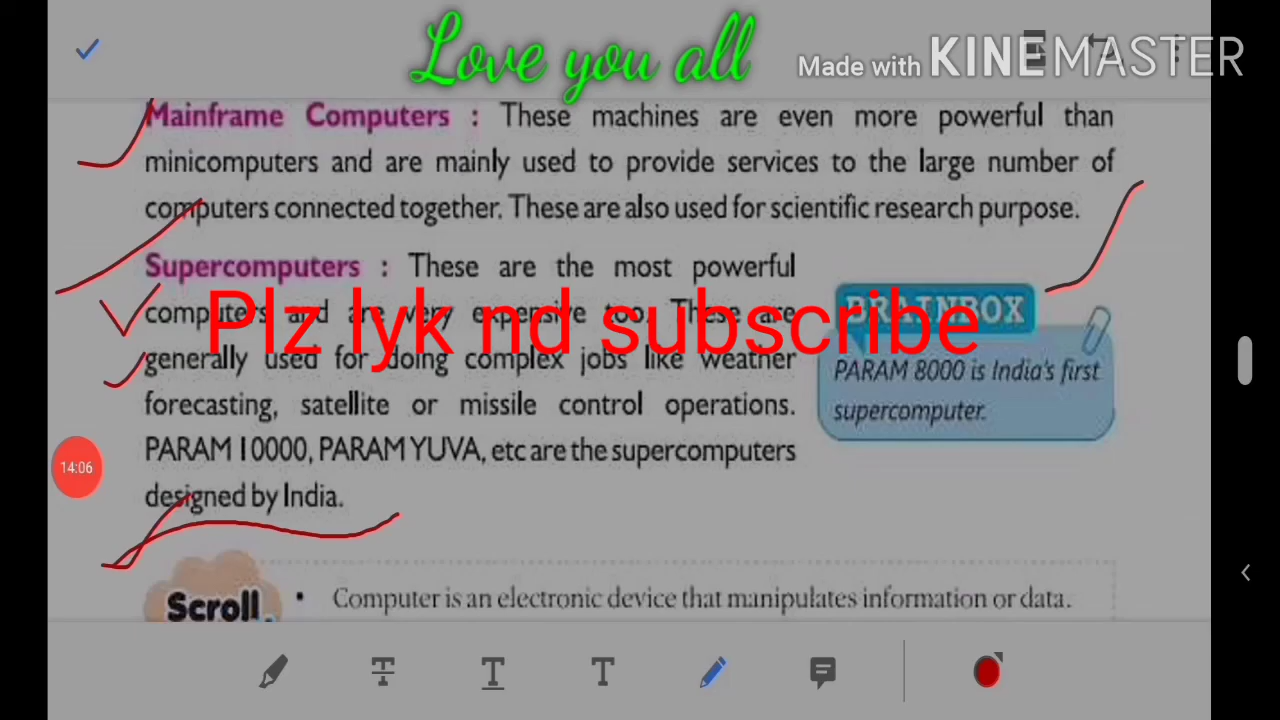 Love you all
Made with KINEMASTER
Mainframe Computers : These machines are even more powerful than
minicomputers and are mainly used to provide services to the large number of
computers connected together. These are also used for scientific research purpose.
Supercomputers : These are the most powerful
computers and are very expensive too. These are
generally used for doing complex jobs like weather
forecasting, satellite or missile control operations.
PARAM 10000, PARAM YUVA, etc are the supercomputers
designed by India.
Plz lyk nd subscribe
BRAINBOX
PARAM 8000 is India's first
supercomputer.
14:06
Scroll
• Computer is an electronic device that manipulates information or data.
T
T
T